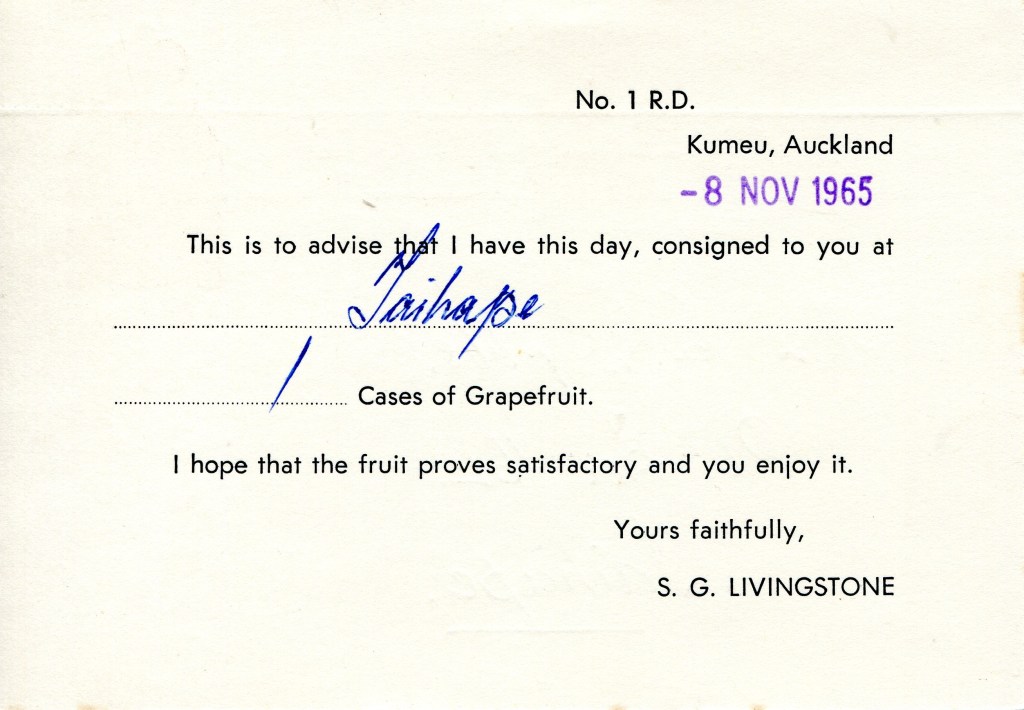 No. 1 R.D.
Kumeu, Auckland
-8 NOV 1965
This is to advise that I have this day, consigned to you at
Taihape
1 Cases of Grapefruit.
I hope that the fruit proves satisfactory and you enjoy it.
Yours faithfully,
S. G. LIVINGSTONE